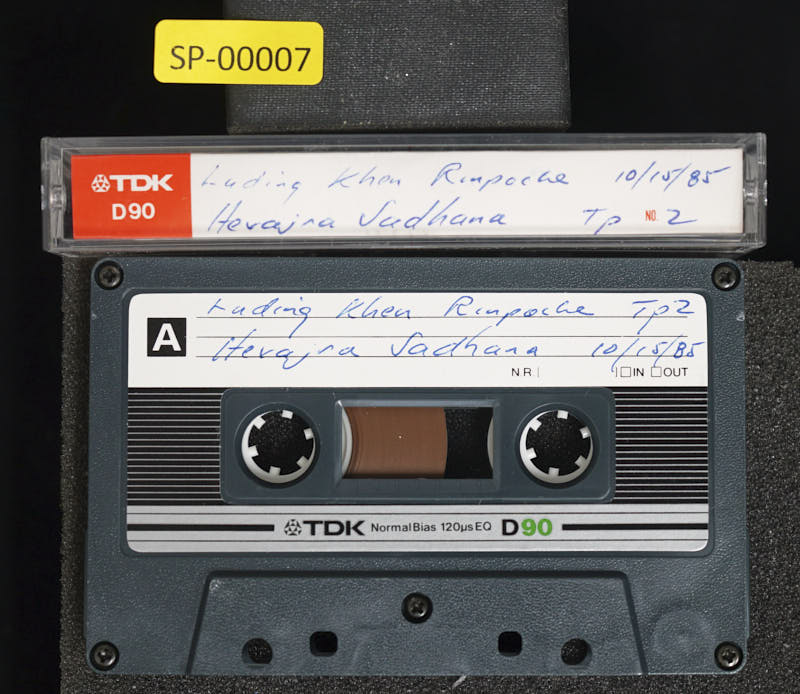 SP-00007
TDK
D90
Luding Khen Rinpoche 10/15/85
Hevajra Sadhana Tp NO. 2
A
Luding Khen Rinpoche Tp2
Hevajra Sadhana 10/15/85
N.R. IN OUT
TDK Normal Bias 120µs EQ D90